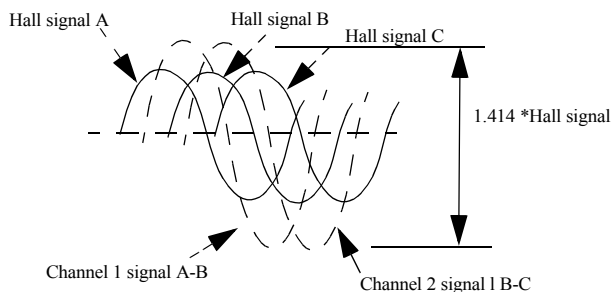 Hall signal A
Hall signal B
Hall signal C
1.414 *Hall signal
Channel 1 signal A-B
Channel 2 signal l B-C